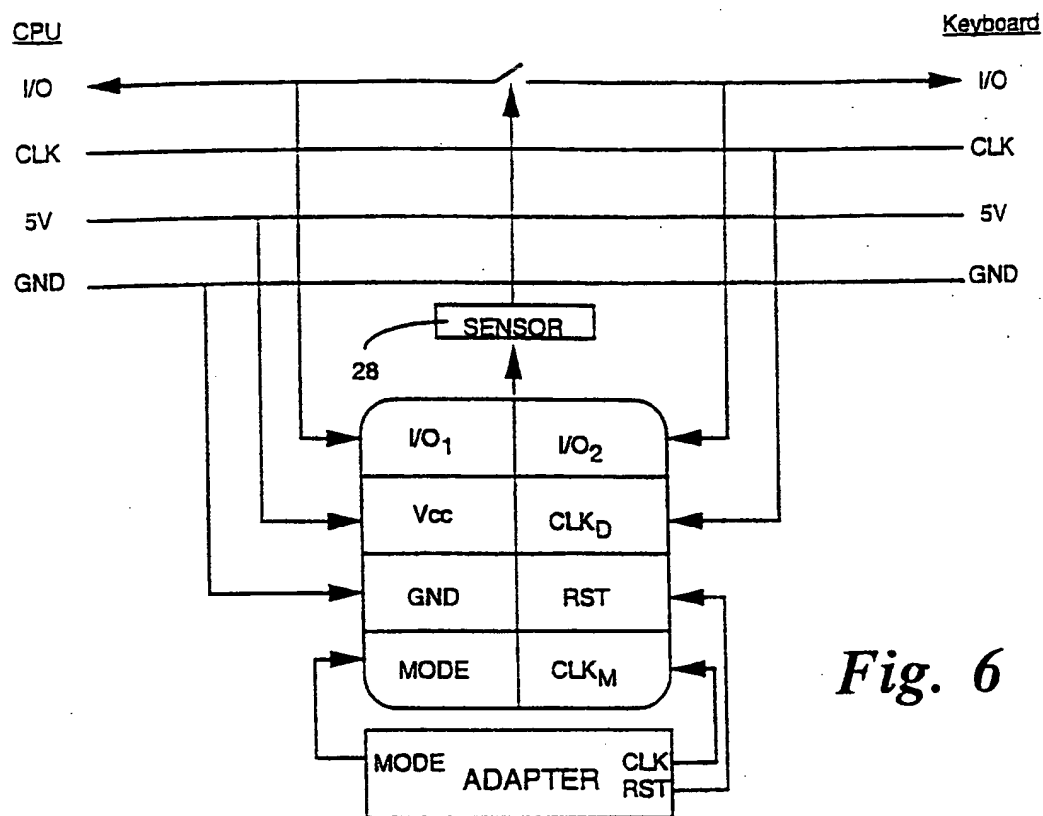 CPU Keyboard
I/O I/O
CLK CLK
5V 5V
GND GND
SENSOR
28
I/O1 I/O2
Vcc CLKD
GND RST
MODE CLKM
Fig. 6
MODE ADAPTER CLK
RST